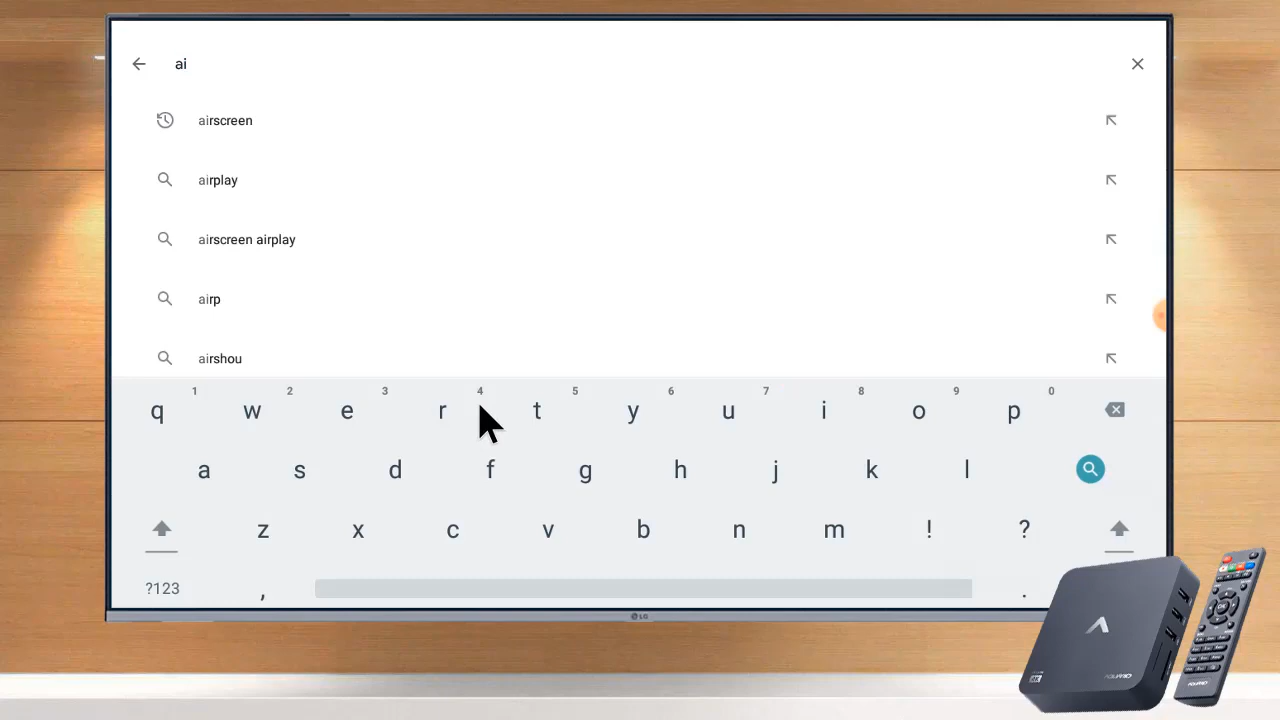 ai
airscreen
airplay
airscreen airplay
airp
airshou
1 2 3 4 5 6 7 8 9 0
q w e r t y u i o p
a s d f g h j k l
z x c v b n m ! ?
?123 , .
LG
4K